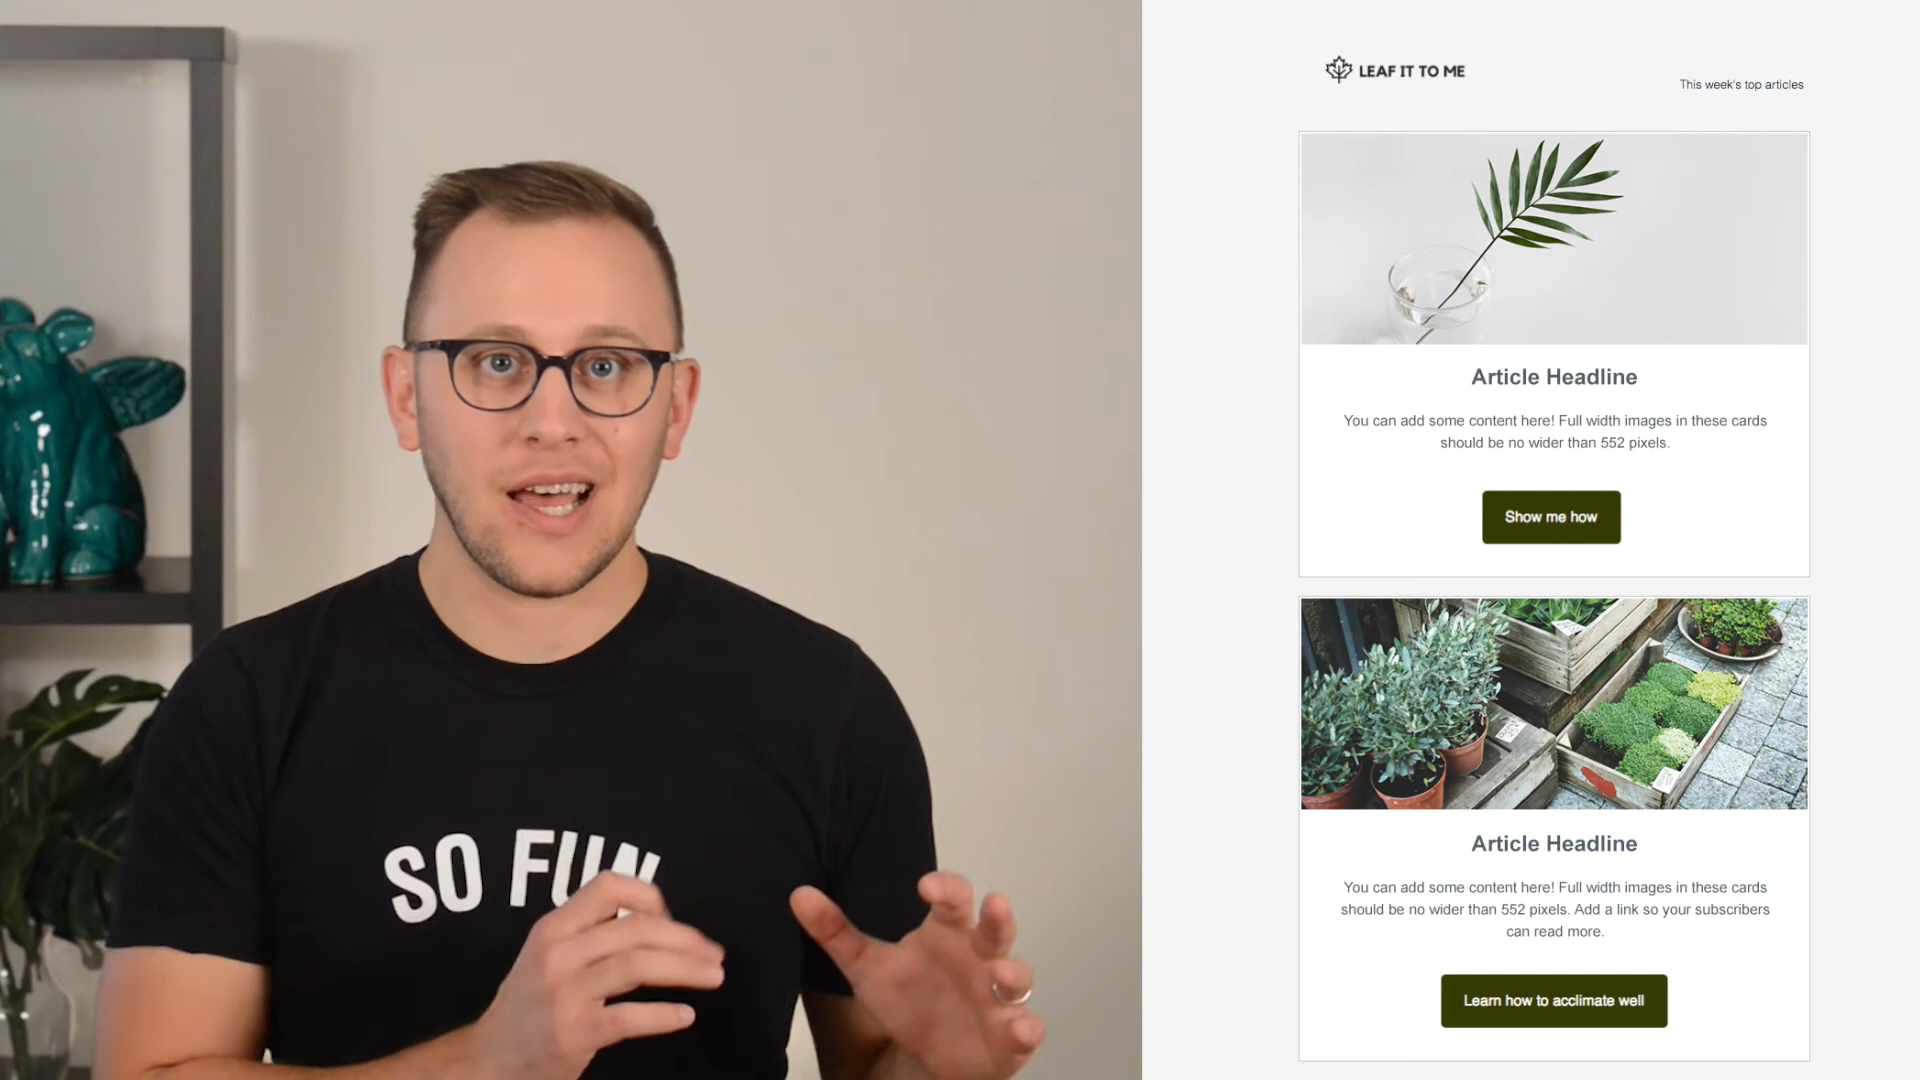 SO FUN
LEAF IT TO ME
This week's top articles
Article Headline
You can add some content here! Full width images in these cards
should be no wider than 552 pixels.
Show me how
Article Headline
You can add some content here! Full width images in these cards
should be no wider than 552 pixels. Add a link so your subscribers
can read more.
Learn how to acclimate well